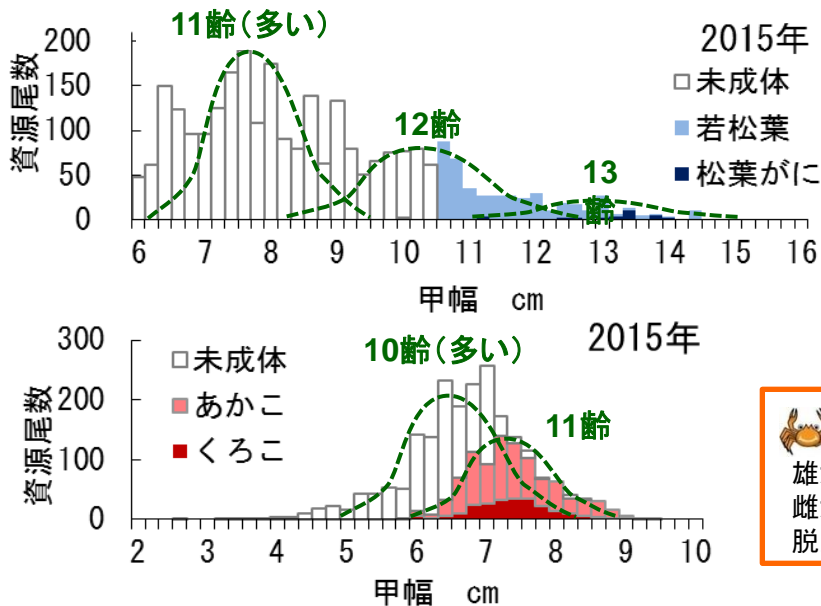 11齢(多い)
2015年
200
150
100
50
0
資源尾数
未成体
若松葉
松葉がに
12齢
13
齢
6 7 8 9 10 11 12 13 14 15 16
甲幅 cm
2015年
300
200
100
0
資源尾数
未成体
あかこ
くろこ
10齢(多い)
11齢
2 3 4 5 6 7 8 9 10
甲幅 cm
雄
雌
脱